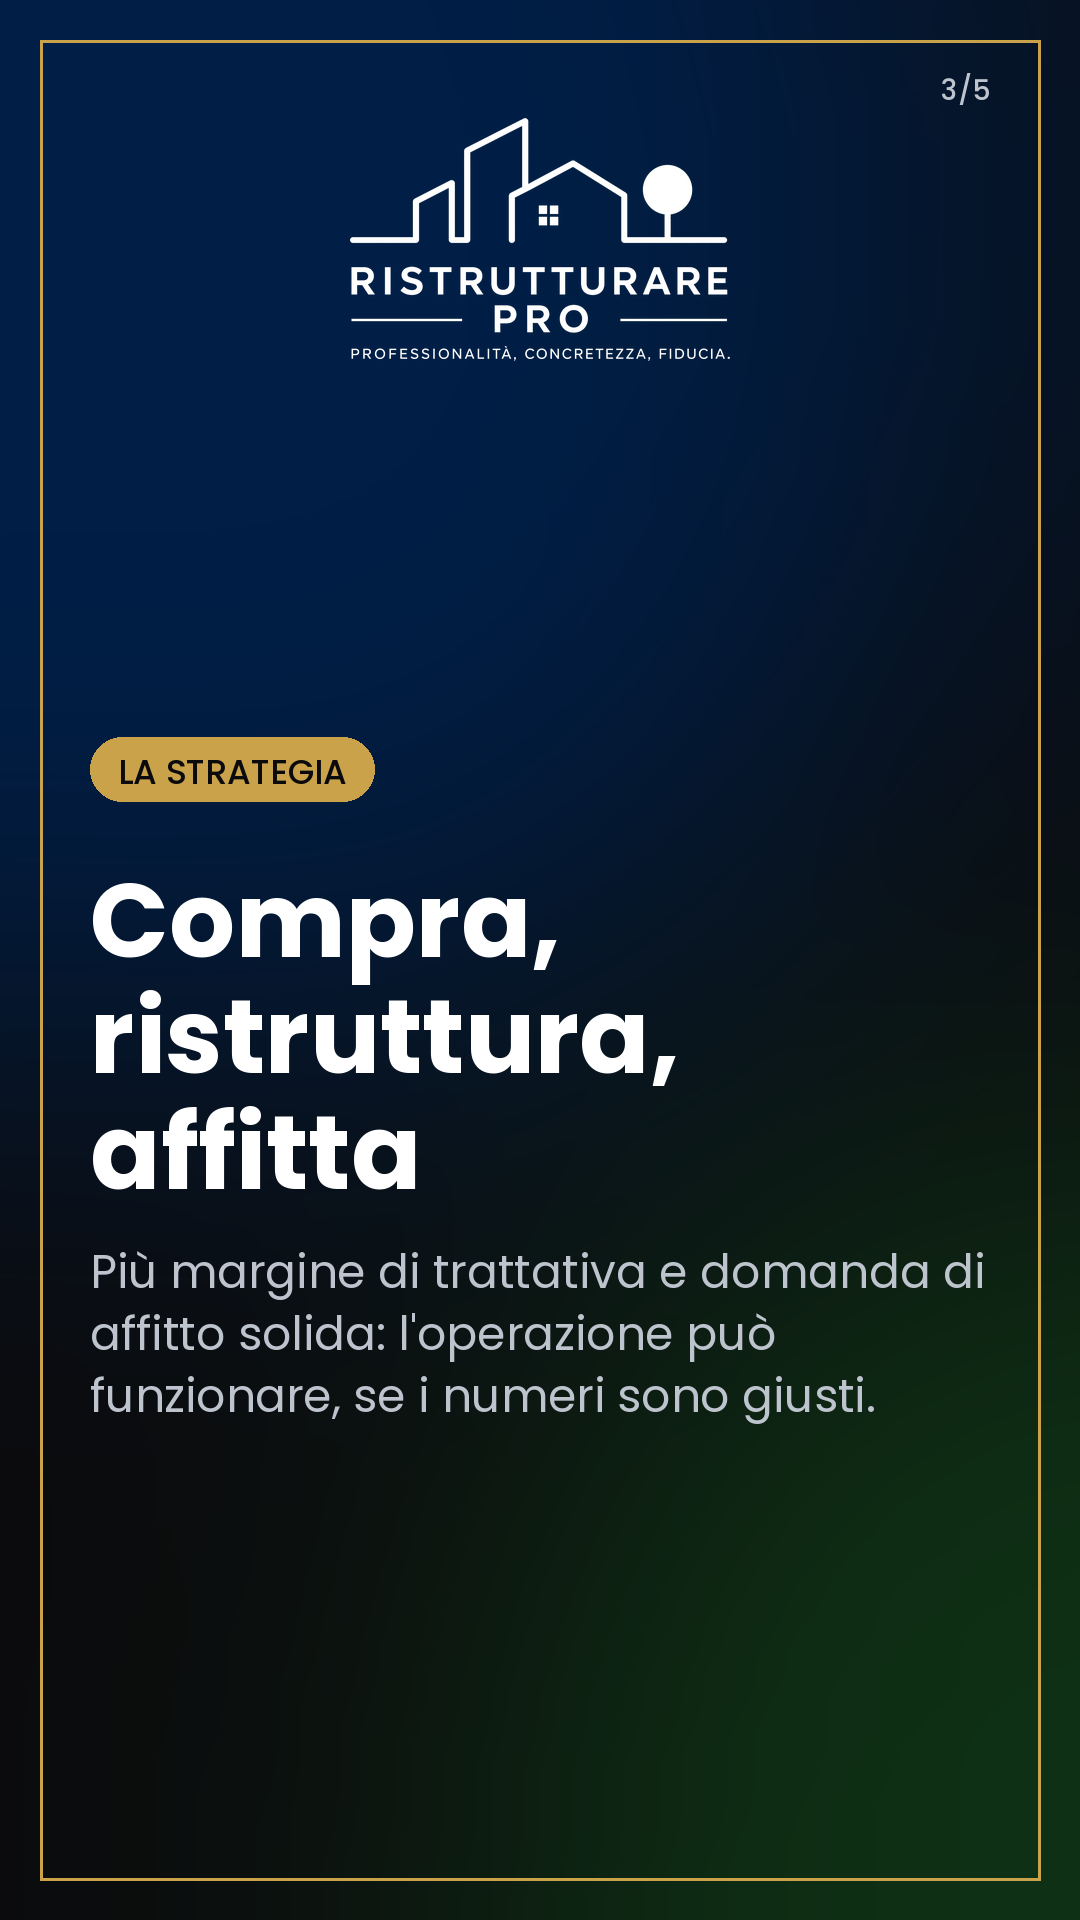 3/5
RISTRUTTURARE
PRO
PROFESSIONALITÀ, CONCRETEZZA, FIDUCIA.
LA STRATEGIA
Compra,
ristruttura,
affitta
Più margine di trattativa e domanda di
affitto solida: l'operazione può
funzionare, se i numeri sono giusti.